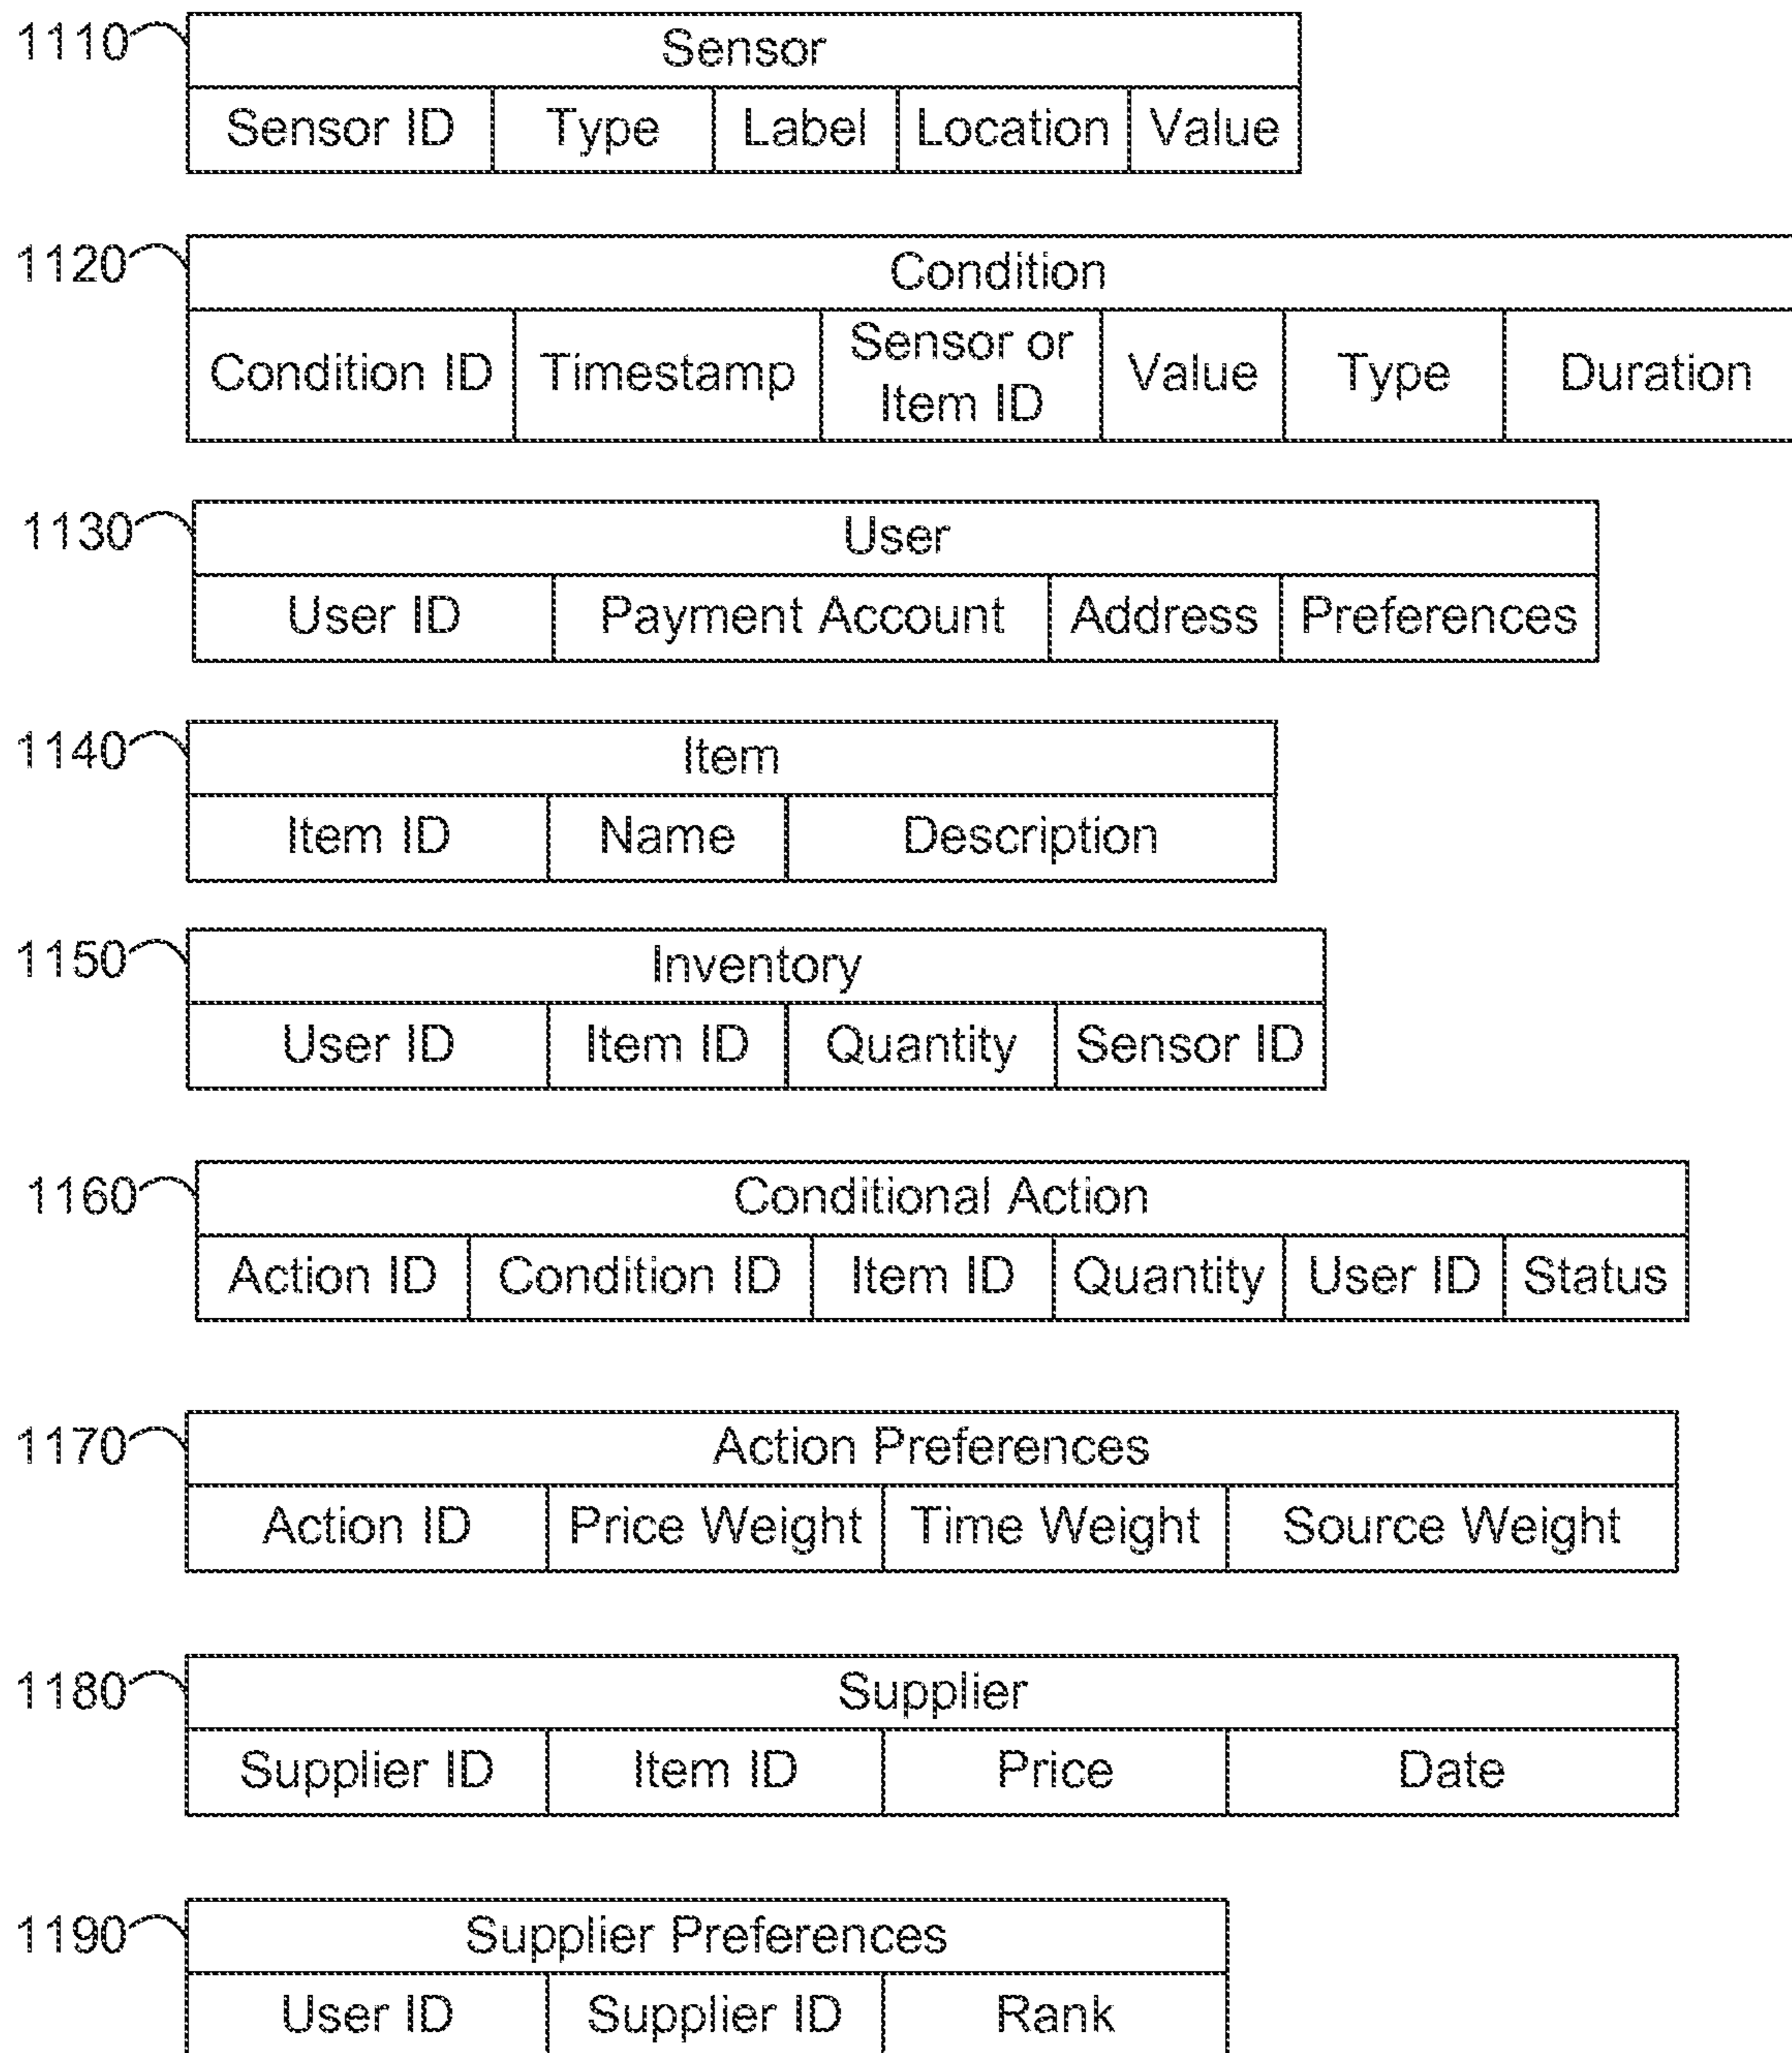 1110 Sensor
Sensor ID Type Label Location Value
1120 Condition
Condition ID Timestamp Sensor or Item ID Value Type Duration
1130 User
User ID Payment Account Address Preferences
1140 Item
Item ID Name Description
1150 Inventory
User ID Item ID Quantity Sensor ID
1160 Conditional Action
Action ID Condition ID Item ID Quantity User ID Status
1170 Action Preferences
Action ID Price Weight Time Weight Source Weight
1180 Supplier
Supplier ID Item ID Price Date
1190 Supplier Preferences
User ID Supplier ID Rank